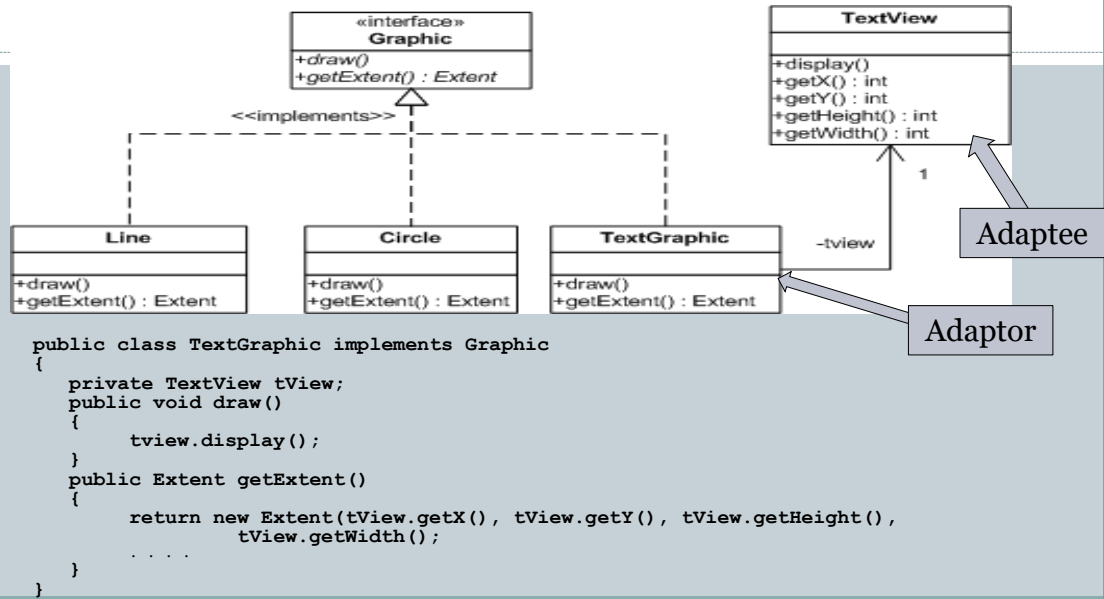 «interface»
Graphic
+draw()
+getExtent() : Extent
TextView
+display()
+getX() : int
+getY() : int
+getHeight() : int
+getWidth() : int
<<implements>>
1
Adaptee
Line
+draw()
+getExtent() : Extent
Circle
+draw()
+getExtent() : Extent
TextGraphic
+draw()
+getExtent() : Extent
-tview
Adaptor
public class TextGraphic implements Graphic
{
private TextView tView;
public void draw()
{
tview.display();
}
public Extent getExtent()
{
return new Extent(tView.getX(), tView.getY(), tView.getHeight(),
tView.getWidth();
. . . .
}
}